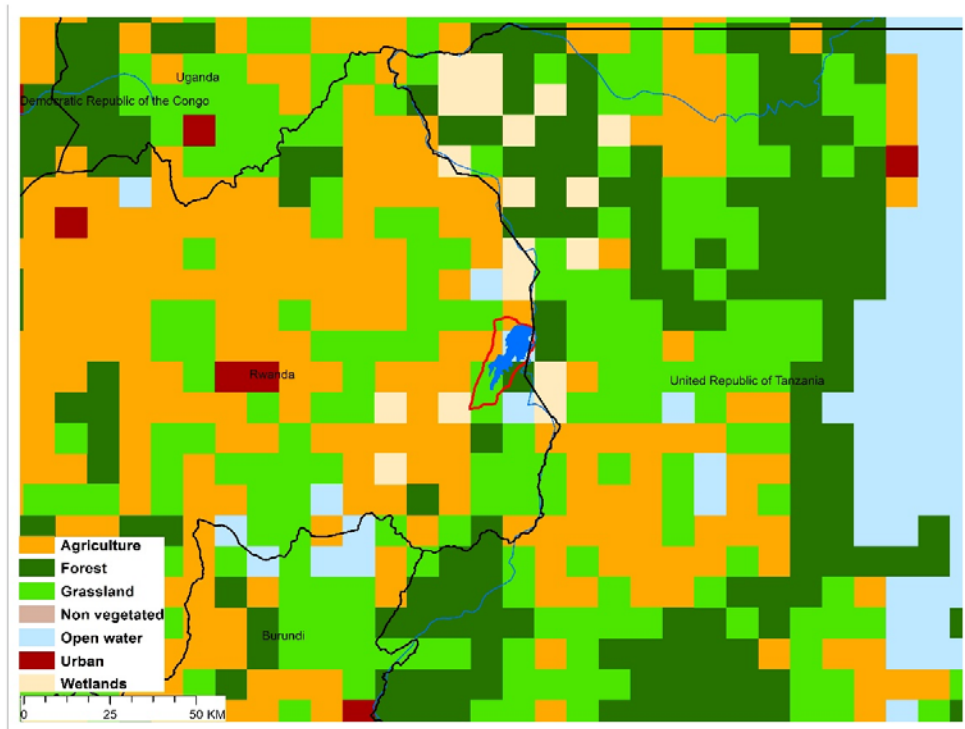 Uganda
Democratic Republic of the Congo
Rwanda
United Republic of Tanzania
Burundi
Agriculture
Forest
Grassland
Non vegetated
Open water
Urban
Wetlands
0 25 50 KM